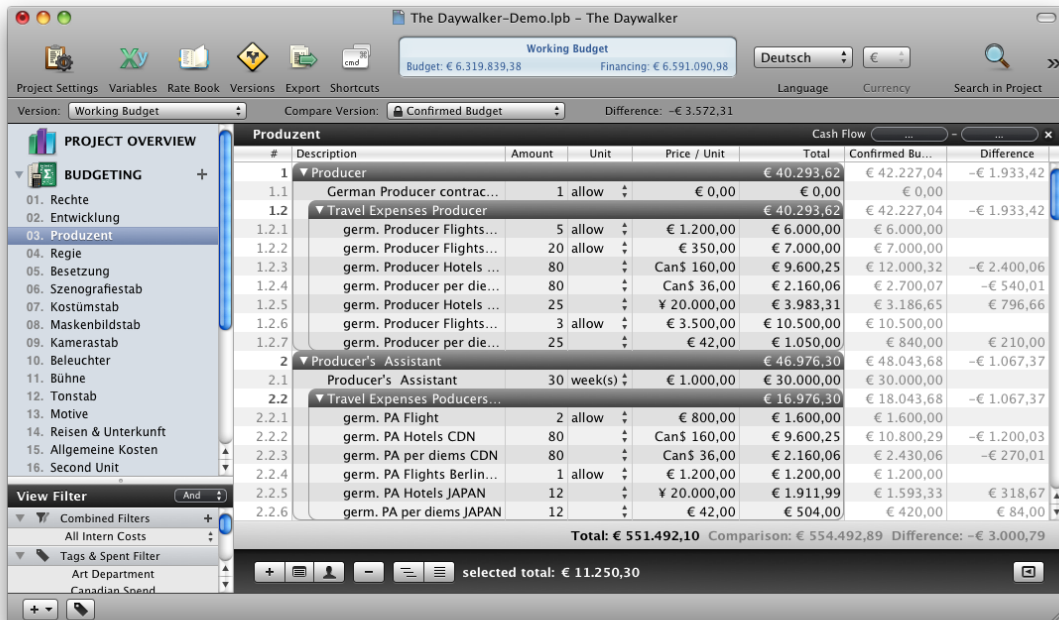 The Daywalker-Demo.lpb – The Daywalker
Working Budget
Budget: € 6.319.839,38 Financing: € 6.591.090,98
Deutsch €
cmd
Project Settings Variables Rate Book Versions Export Shortcuts Language Currency Search in Project
Version: Working Budget Compare Version: Confirmed Budget Difference: -€ 3.572,31
PROJECT OVERVIEW
BUDGETING +
01. Rechte
02. Entwicklung
03. Produzent
04. Regie
05. Besetzung
06. Szenografiestab
07. Kostümstab
08. Maskenbildstab
09. Kamerastab
10. Beleuchter
11. Bühne
12. Tonstab
13. Motive
14. Reisen & Unterkunft
15. Allgemeine Kosten
16. Second Unit
View Filter And
Combined Filters +
All Intern Costs
Tags & Spent Filter
Art Department
Canadian Spend
Produzent Cash Flow ... – ... x
# Description Amount Unit Price / Unit Total Confirmed Bu... Difference
1 Producer € 40.293,62 € 42.227,04 -€ 1.933,42
1.1 German Producer contrac... 1 allow € 0,00 € 0,00 € 0,00
1.2 Travel Expenses Producer € 40.293,62 € 42.227,04 -€ 1.933,42
1.2.1 germ. Producer Flights... 5 allow € 1.200,00 € 6.000,00 € 6.000,00
1.2.2 germ. Producer Flights... 20 allow € 350,00 € 7.000,00 € 7.000,00
1.2.3 germ. Producer Hotels ... 80 Can$ 160,00 € 9.600,25 € 12.000,32 -€ 2.400,06
1.2.4 germ. Producer per die... 80 Can$ 36,00 € 2.160,06 € 2.700,07 -€ 540,01
1.2.5 germ. Producer Hotels ... 25 ¥ 20.000,00 € 3.983,31 € 3.186,65 € 796,66
1.2.6 germ. Producer Flights... 3 allow € 3.500,00 € 10.500,00 € 10.500,00
1.2.7 germ. Producer per die... 25 € 42,00 € 1.050,00 € 840,00 € 210,00
2 Producer's Assistant € 46.976,30 € 48.043,68 -€ 1.067,37
2.1 Producer's Assistant 30 week(s) € 1.000,00 € 30.000,00 € 30.000,00
2.2 Travel Expenses Poducers... € 16.976,30 € 18.043,68 -€ 1.067,37
2.2.1 germ. PA Flight 2 allow € 800,00 € 1.600,00 € 1.600,00
2.2.2 germ. PA Hotels CDN 80 Can$ 160,00 € 9.600,25 € 10.800,29 -€ 1.200,03
2.2.3 germ. PA per diems CDN 80 Can$ 36,00 € 2.160,06 € 2.430,06 -€ 270,01
2.2.4 germ. PA Flights Berlin... 1 allow € 1.200,00 € 1.200,00 € 1.200,00
2.2.5 germ. PA Hotels JAPAN 12 ¥ 20.000,00 € 1.911,99 € 1.593,33 € 318,67
2.2.6 germ. PA per diems JAPAN 12 € 42,00 € 504,00 € 420,00 € 84,00
Total: € 551.492,10 Comparison: € 554.492,89 Difference: -€ 3.000,79
selected total: € 11.250,30